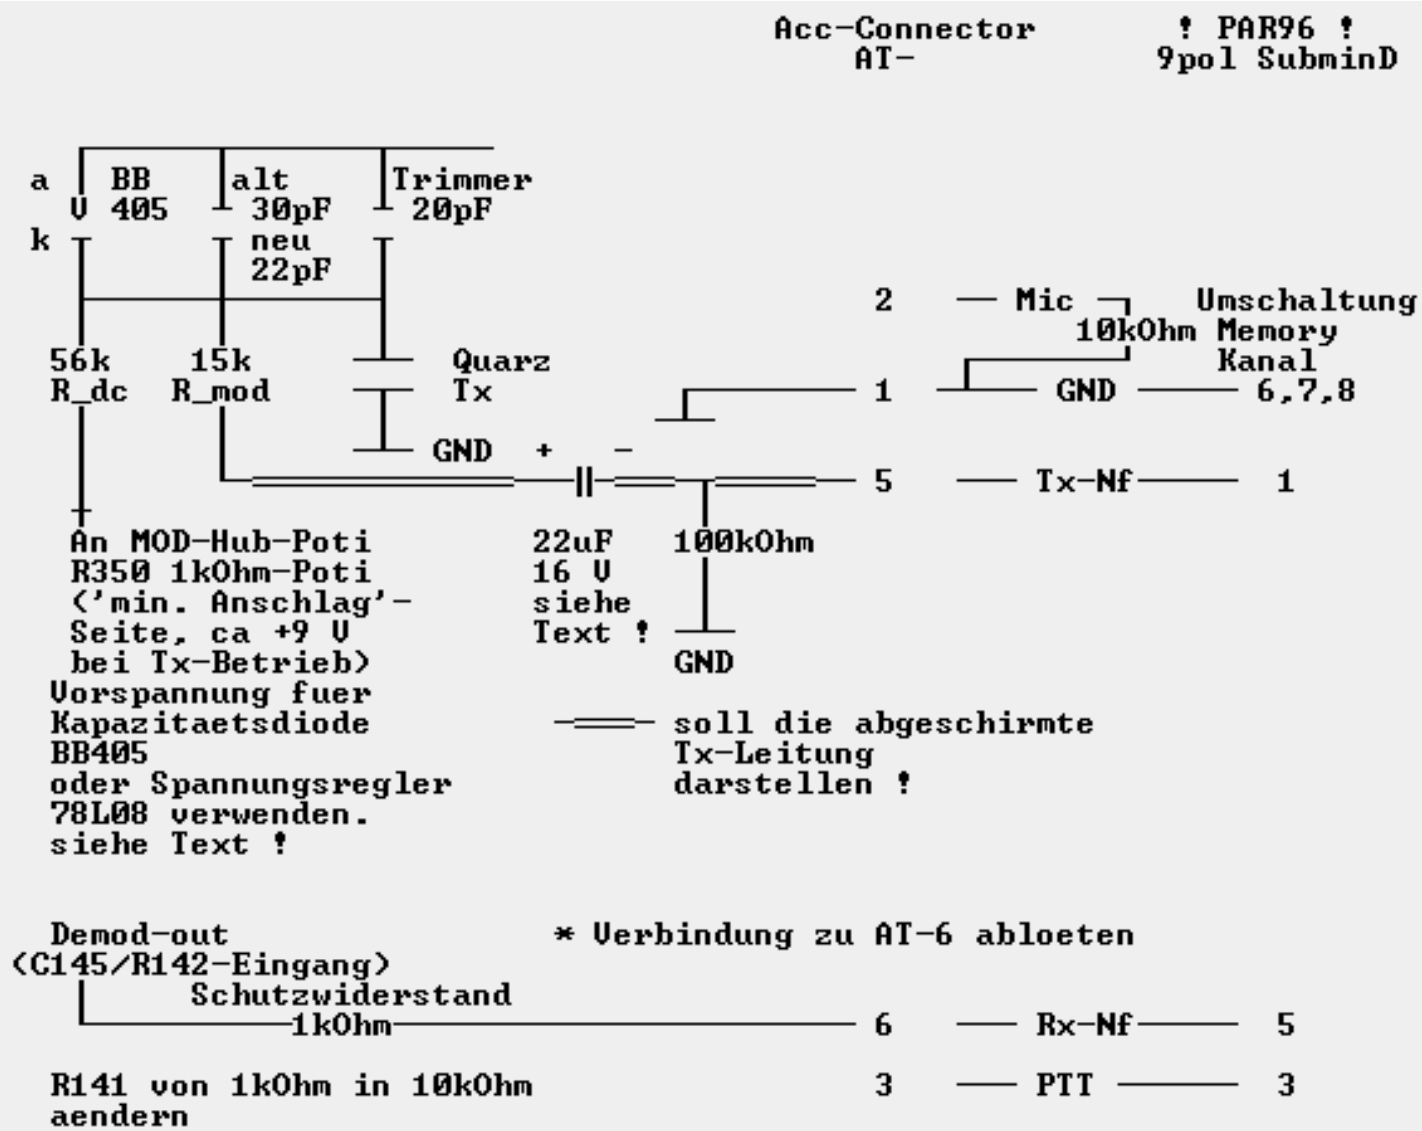 Acc-Connector ! PAR96 !
AT- 9pol SubminD
a BB alt Trimmer
V 405 30pF 20pF
k neu
22pF
2 Mic Umschaltung
10kOhm Memory
56k 15k Quarz Kanal
R_dc R_mod Tx 1 GND 6,7,8
GND + -
5 Tx-Nf 1
An MOD-Hub-Poti 22uF 100kOhm
R350 1kOhm-Poti 16 V
('min. Anschlag'- siehe
Seite, ca +9 V Text !
bei Tx-Betrieb) GND
Vorspannung fuer
Kapazitaetsdiode soll die abgeschirmte
BB405 Tx-Leitung
oder Spannungsregler darstellen !
78L08 verwenden.
siehe Text !
Demod-out * Verbindung zu AT-6 abloeten
(C145/R142-Eingang)
Schutzwiderstand
1kOhm 6 Rx-Nf 5
R141 von 1kOhm in 10kOhm 3 PTT 3
aendern